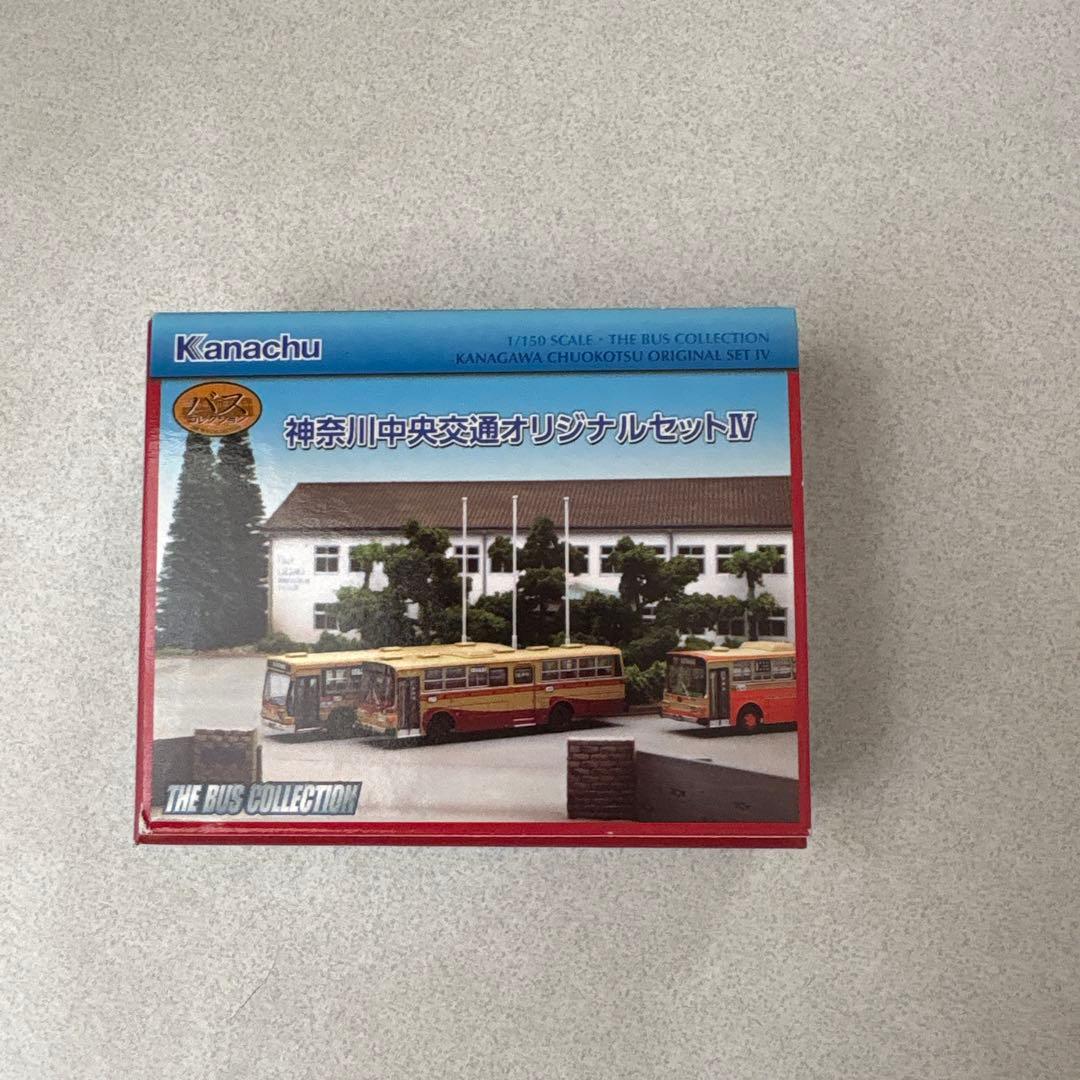 Kanachu
1/150 SCALE・THE BUS COLLECTION
KANAGAWA CHUOKOTSU ORIGINAL SET IV
バス
コレクション
神奈川中央交通オリジナルセットⅣ
THE BUS COLLECTION